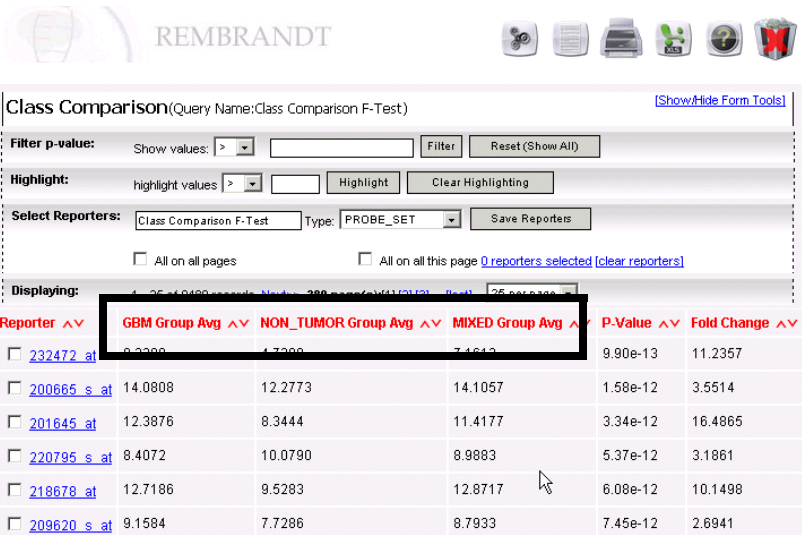 REMBRANDT
XLS
Class Comparison(Query Name:Class Comparison F-Test)
[Show/Hide Form Tools]
Filter p-value: Show values: > Filter Reset (Show All)
Highlight: highlight values > Highlight Clear Highlighting
Select Reporters: Class Comparison F-Test Type: PROBE_SET Save Reporters
All on all pages All on all this page 0 reporters selected [clear reporters]
Displaying: 25 per page
Reporter GBM Group Avg NON_TUMOR Group Avg MIXED Group Avg P-Value Fold Change
232472_at 9.90e-13 11.2357
200665_s_at 14.0808 12.2773 14.1057 1.58e-12 3.5514
201645_at 12.3876 8.3444 11.4177 3.34e-12 16.4865
220795_s_at 8.4072 10.0790 8.9883 5.37e-12 3.1861
218678_at 12.7186 9.5283 12.8717 6.08e-12 10.1498
209620_s_at 9.1584 7.7286 8.7933 7.45e-12 2.6941